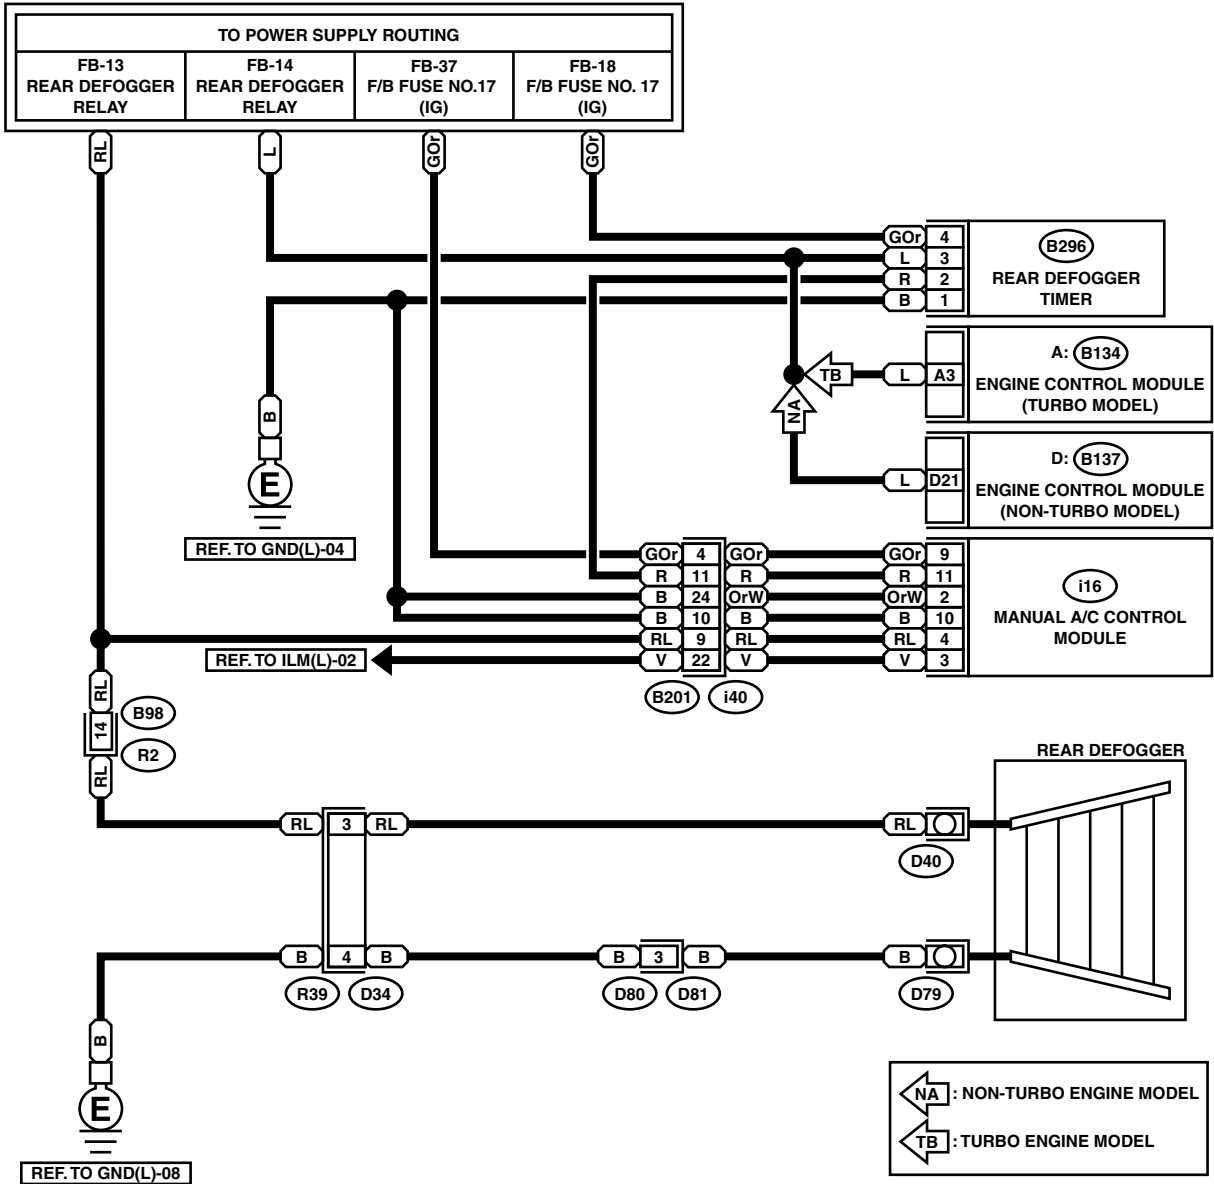 TO POWER SUPPLY ROUTING
FB-13 REAR DEFOGGER RELAY
FB-14 REAR DEFOGGER RELAY
FB-37 F/B FUSE NO.17 (IG)
FB-18 F/B FUSE NO. 17 (IG)
RL
L
GOr
GOr
GOr 4
L 3
R 2
B 1
B296
REAR DEFOGGER
TIMER
A: B134
ENGINE CONTROL MODULE
(TURBO MODEL)
TB
L A3
NA
D: B137
ENGINE CONTROL MODULE
(NON-TURBO MODEL)
L D21
B
E
REF. TO GND(L)-04
GOr 4 GOr GOr 9
R 11 R R 11
B 24 OrW OrW 2
B 10 B B 10
RL 9 RL RL 4
V 22 V V 3
i16
MANUAL A/C CONTROL
MODULE
REF. TO ILM(L)-02
B201 i40
RL
14
B98
R2
RL
REAR DEFOGGER
RL 3 RL RL
D40
B 4 B B 3 B B
R39 D34 D80 D81 D79
B
E
REF. TO GND(L)-08
NA : NON-TURBO ENGINE MODEL
TB : TURBO ENGINE MODEL